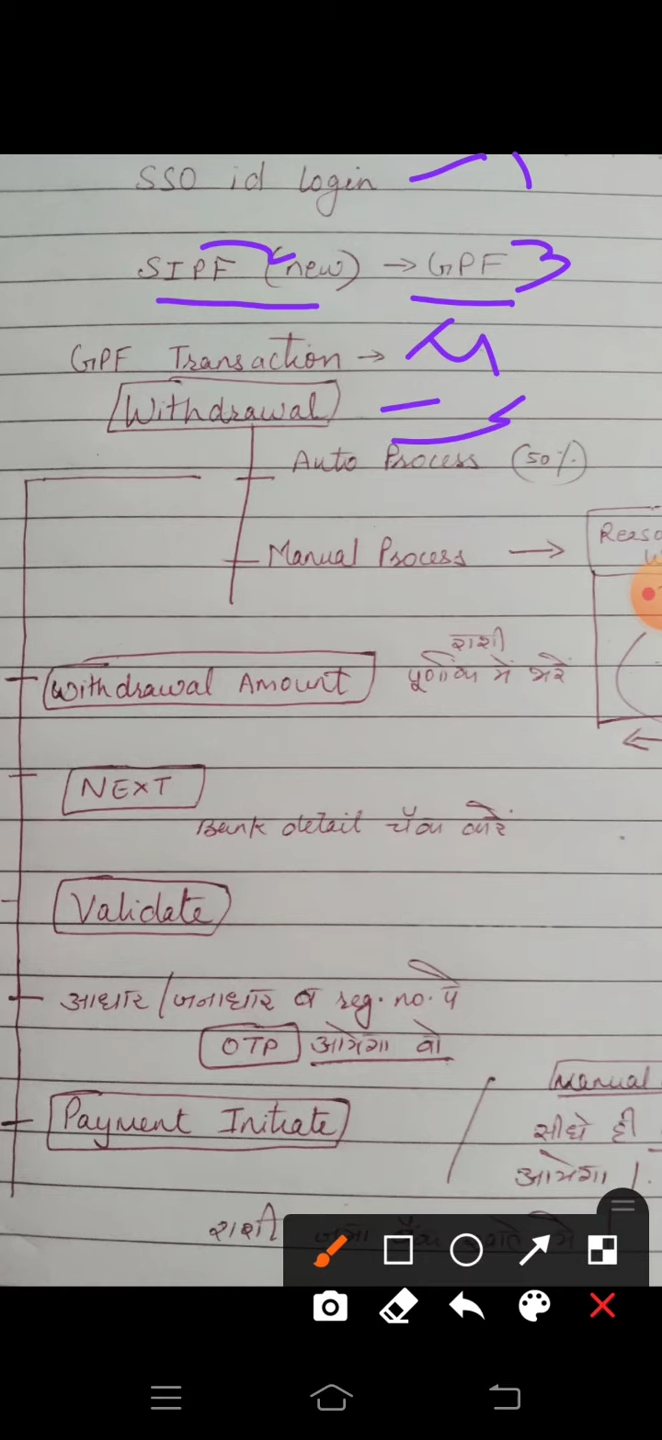 SSO id login
SIPF (new) → GPF
GPF Transaction →
Withdrawal
Auto Process (50%)
Manual Process →
Withdrawal Amount
राशी
पूर्णांक में भरें
NEXT
Bank detail चैक करें
Validate
आधार/जनाधार व reg. no. पे
OTP आयेगा वो
Payment Initiate
Manual
सीधे ही
आयेगा।
राशी जमा बैंक खाते में